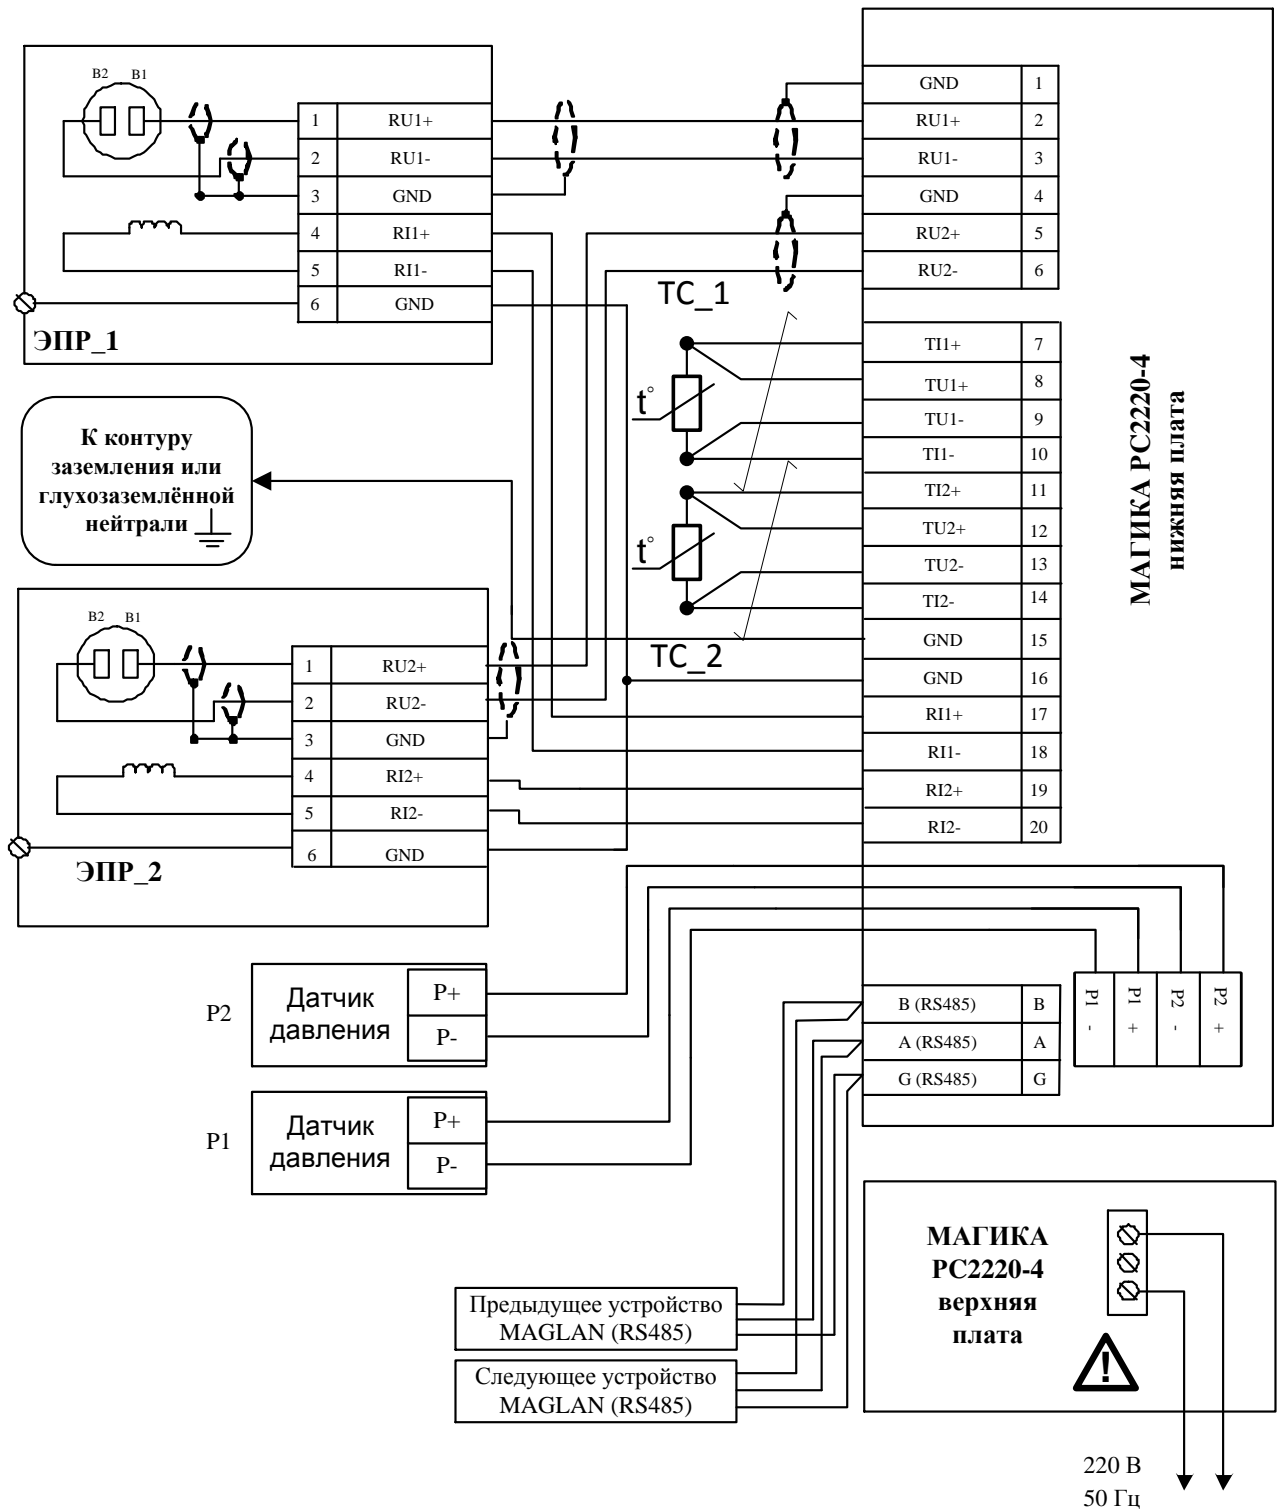 B2 B1
1 RU1+
2 RU1-
3 GND
4 RI1+
5 RI1-
6 GND
ЭПР_1
GND 1
RU1+ 2
RU1- 3
GND 4
RU2+ 5
RU2- 6
TC_1
t°
TI1+ 7
TU1+ 8
TU1- 9
TI1- 10
TI2+ 11
TU2+ 12
TU2- 13
TI2- 14
GND 15
GND 16
RI1+ 17
RI1- 18
RI2+ 19
RI2- 20
t°
TC_2
МАГИКА РС2220-4
нижняя плата
К контуру
заземления или
глухозаземлённой
нейтрали
B2 B1
1 RU2+
2 RU2-
3 GND
4 RI2+
5 RI2-
6 GND
ЭПР_2
P2
Датчик
давления
P+
P-
P1
Датчик
давления
P+
P-
B (RS485) B
A (RS485) A
G (RS485) G
P1 -
P1 +
P2 -
P2 +
МАГИКА
РС2220-4
верхняя
плата
!
Предыдущее устройство
MAGLAN (RS485)
Следующее устройство
MAGLAN (RS485)
220 В
50 Гц